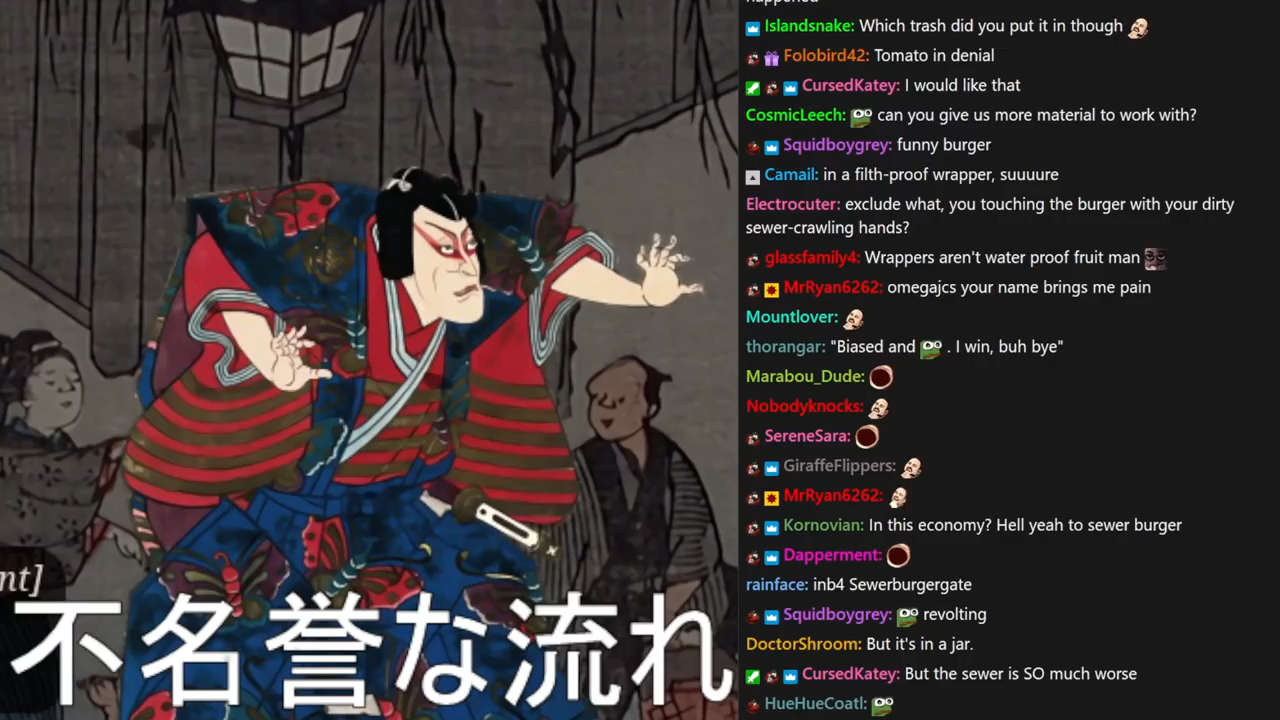 happened
Islandsnake: Which trash did you put it in though
Folobird42: Tomato in denial
CursedKatey: I would like that
CosmicLeech: can you give us more material to work with?
Squidboygrey: funny burger
Camail: in a filth-proof wrapper, suuuure
Electrocuter: exclude what, you touching the burger with your dirty
sewer-crawling hands?
glassfamily4: Wrappers aren't water proof fruit man
MrRyan6262: omegajcs your name brings me pain
Mountlover:
thorangar: "Biased and . I win, buh bye"
Marabou_Dude:
Nobodyknocks:
SereneSara:
GiraffeFlippers:
MrRyan6262:
Kornovian: In this economy? Hell yeah to sewer burger
Dapperment:
rainface: inb4 Sewerburgergate
Squidboygrey: revolting
DoctorShroom: But it's in a jar.
CursedKatey: But the sewer is SO much worse
HueHueCoatl:
nt]
不名誉な流れ